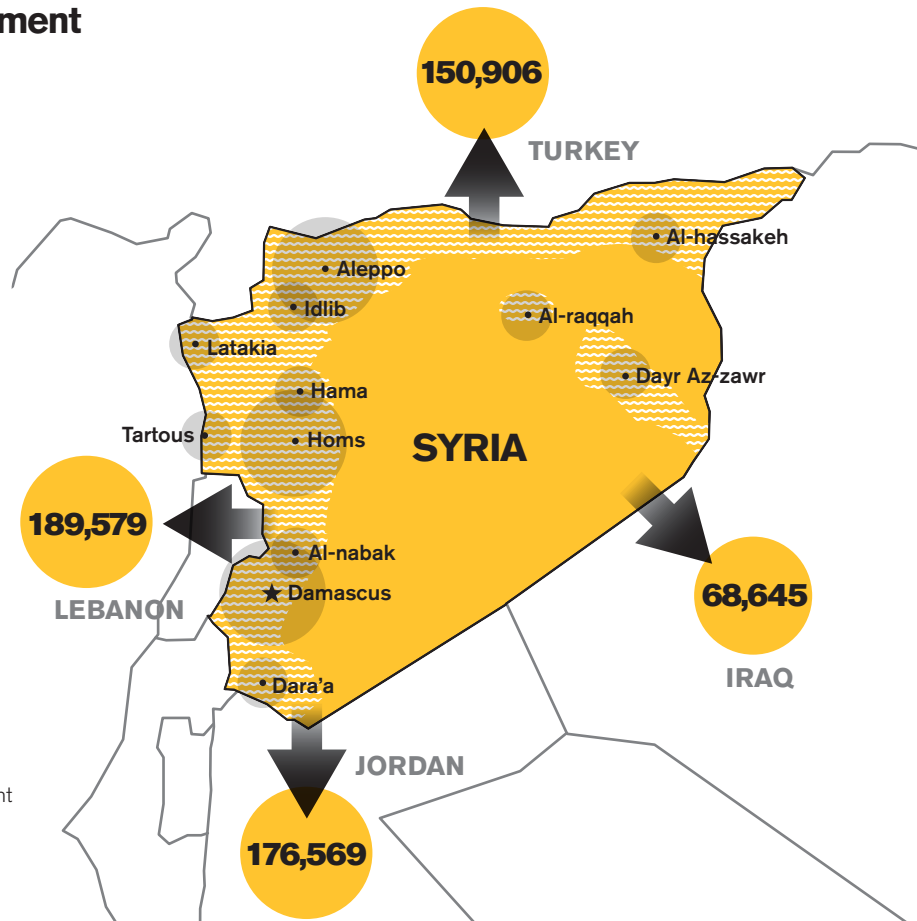 ment
150,906
TURKEY
Al-hassakeh
Aleppo
Idlib
Al-raqqah
Latakia
Dayr Az-zawr
Hama
Tartous
Homs
SYRIA
189,579
Al-nabak
Damascus
LEBANON
68,645
IRAQ
Dara’a
JORDAN
nt
176,569